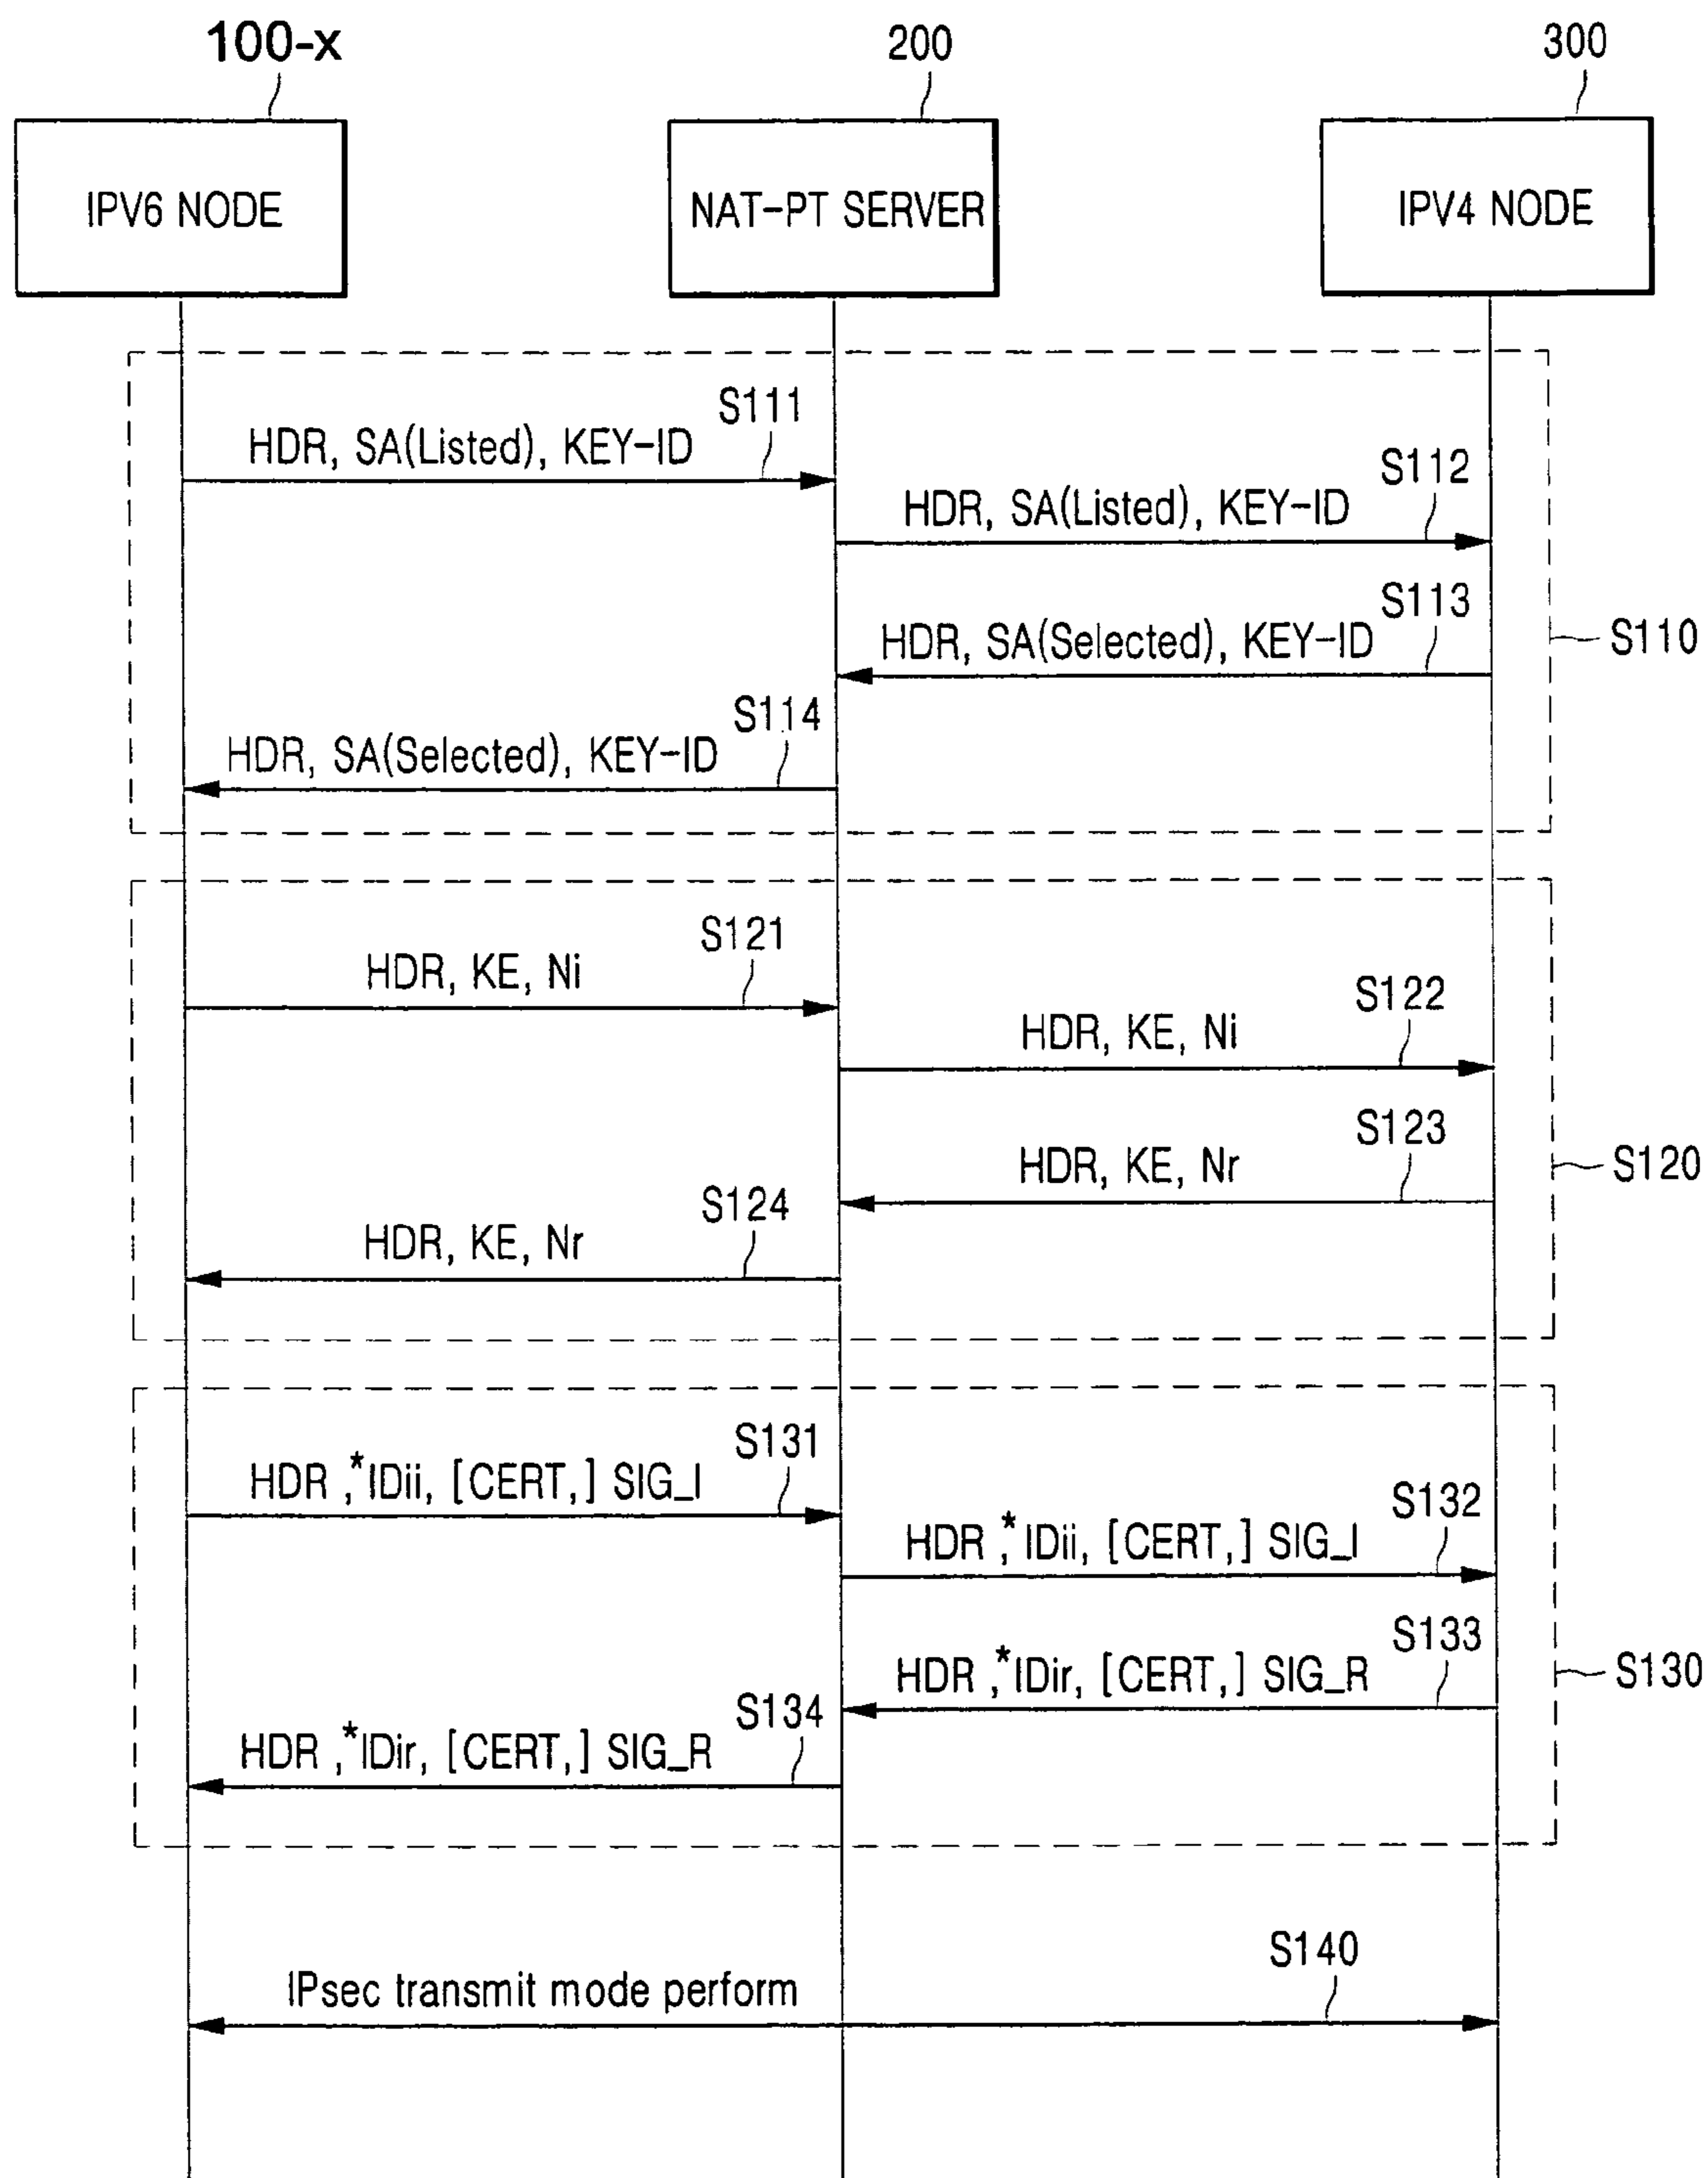 100-x
200
300
IPV6 NODE
NAT-PT SERVER
IPV4 NODE
S111
HDR, SA(Listed), KEY-ID
S112
HDR, SA(Listed), KEY-ID
S113
HDR, SA(Selected), KEY-ID
S110
S114
HDR, SA(Selected), KEY-ID
S121
HDR, KE, Ni
S122
HDR, KE, Ni
S123
HDR, KE, Nr
S120
S124
HDR, KE, Nr
S131
HDR ,*IDii, [CERT,] SIG_I
S132
HDR ,*IDii, [CERT,] SIG_I
S133
HDR ,*IDir, [CERT,] SIG_R
S130
S134
HDR ,*IDir, [CERT,] SIG_R
S140
IPsec transmit mode perform